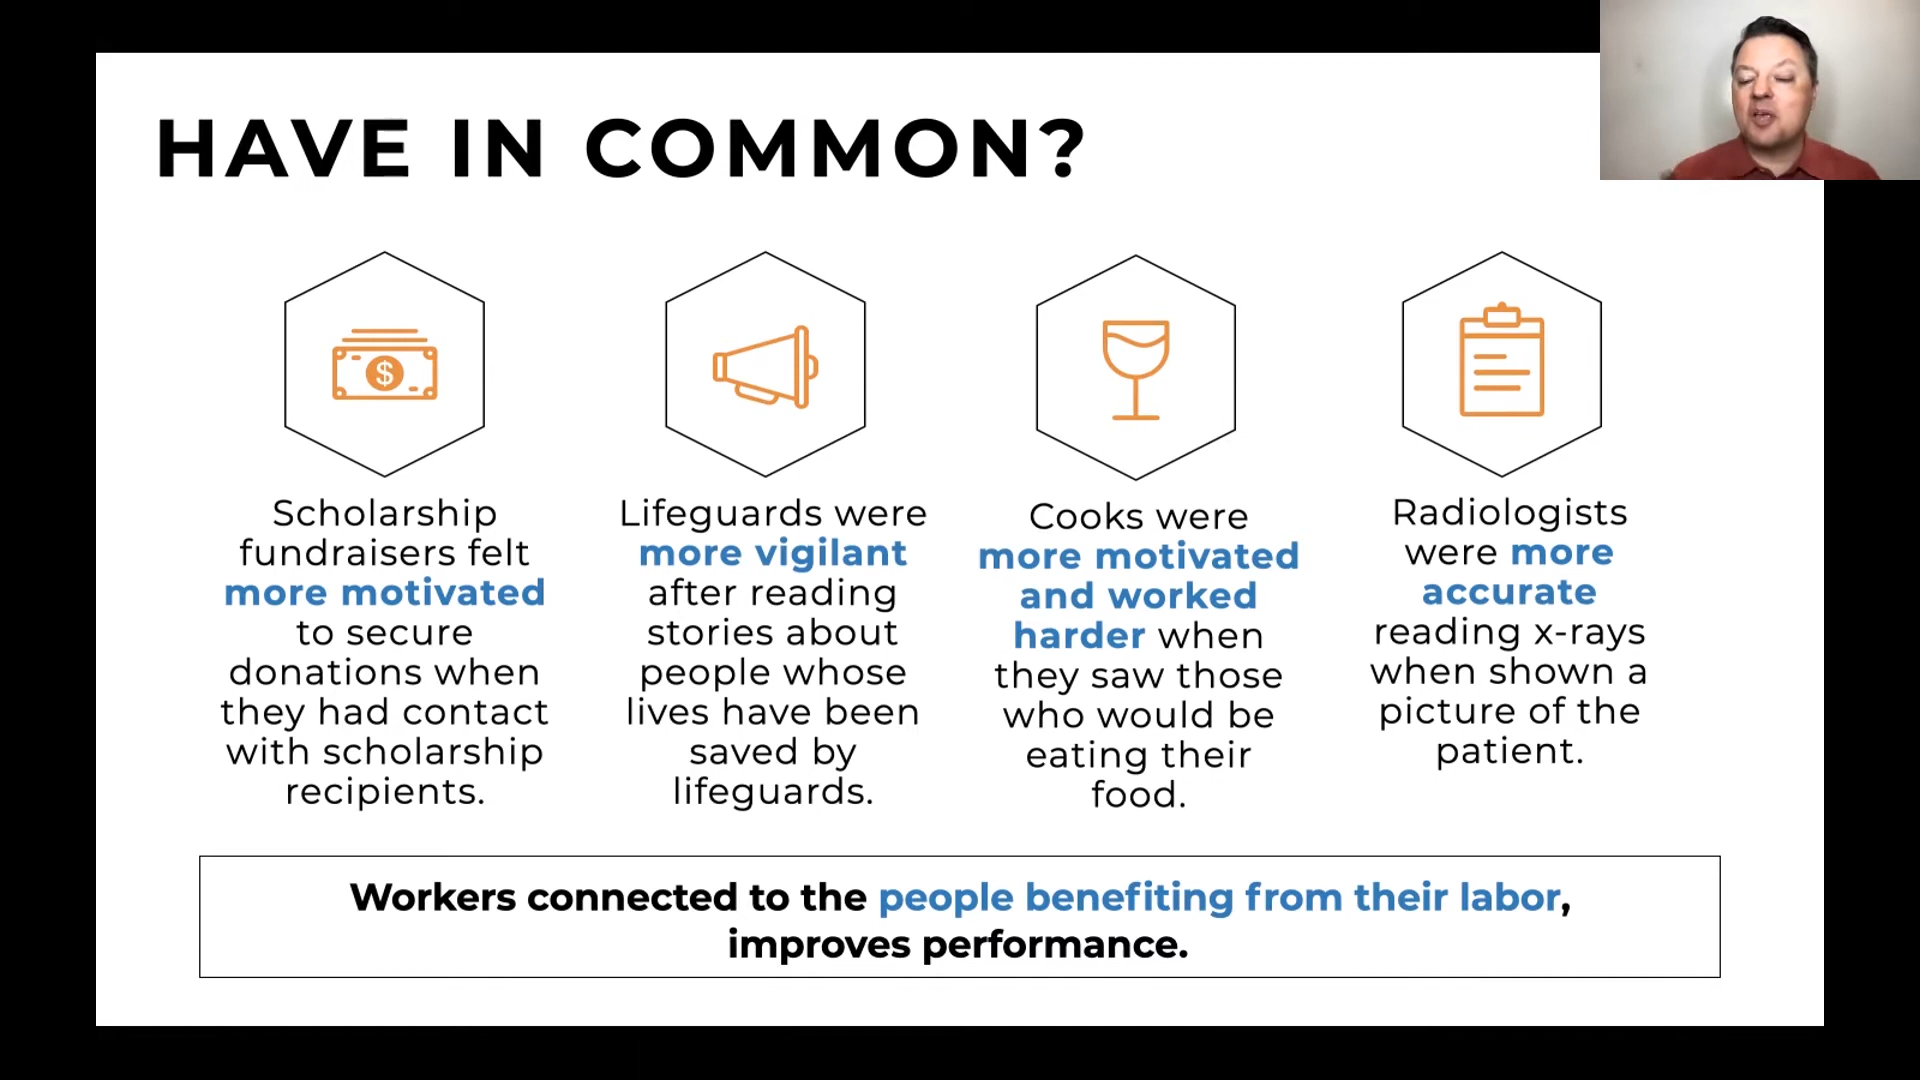 HAVE IN COMMON?
$
Scholarship
fundraisers felt
more motivated
to secure
donations when
they had contact
with scholarship
recipients.
Lifeguards were
more vigilant
after reading
stories about
people whose
lives have been
saved by
lifeguards.
Cooks were
more motivated
and worked
harder when
they saw those
who would be
eating their
food.
Radiologists
were more
accurate
reading x-rays
when shown a
picture of the
patient.
Workers connected to the people benefiting from their labor,
improves performance.